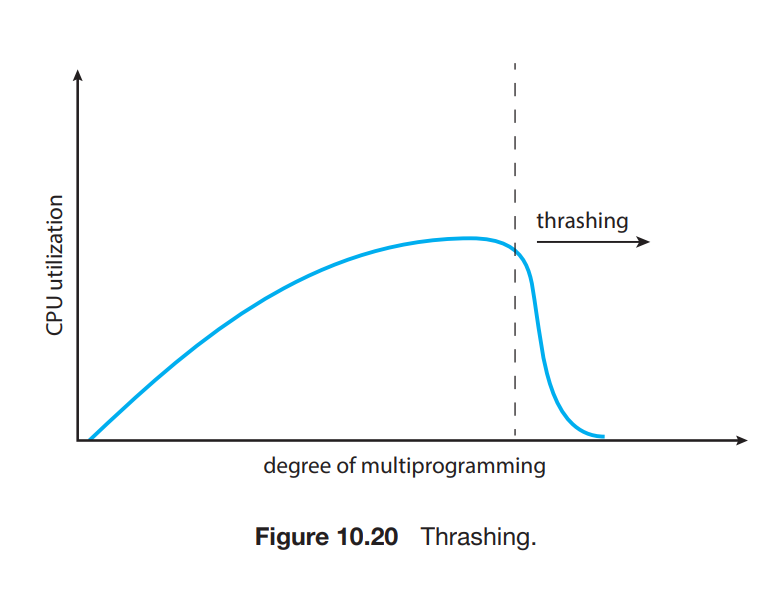 thrashing
CPU utilization
degree of multiprogramming
Figure 10.20 Thrashing.